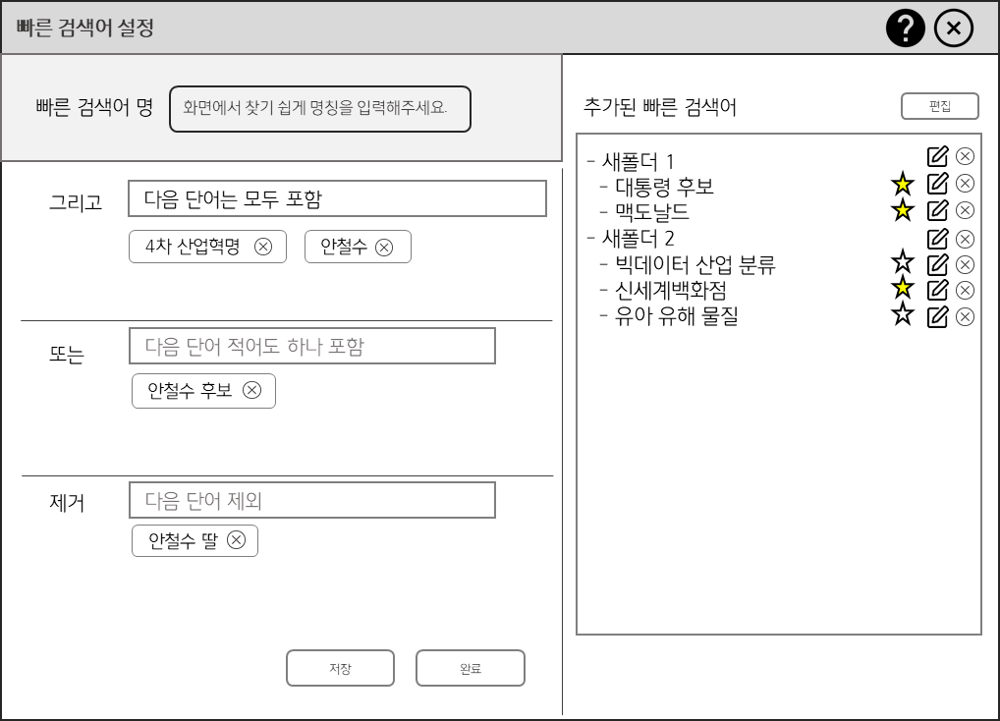 빠른 검색어 설정
빠른 검색어 명
화면에서 찾기 쉽게 명칭을 입력해주세요.
그리고
다음 단어는 모두 포함
4차 산업혁명
안철수
또는
다음 단어 적어도 하나 포함
안철수 후보
제거
다음 단어 제외
안철수 딸
저장
완료
추가된 빠른 검색어
편집
- 새폴더 1
- 대통령 후보
- 맥도날드
- 새폴더 2
- 빅데이터 산업 분류
- 신세계백화점
- 유아 유해 물질